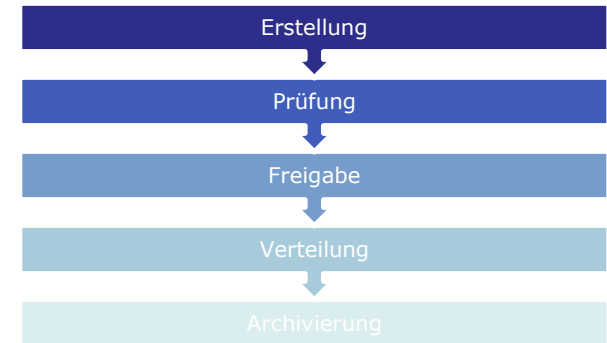 Erstellung
Prüfung
Freigabe
Verteilung
Archivierung